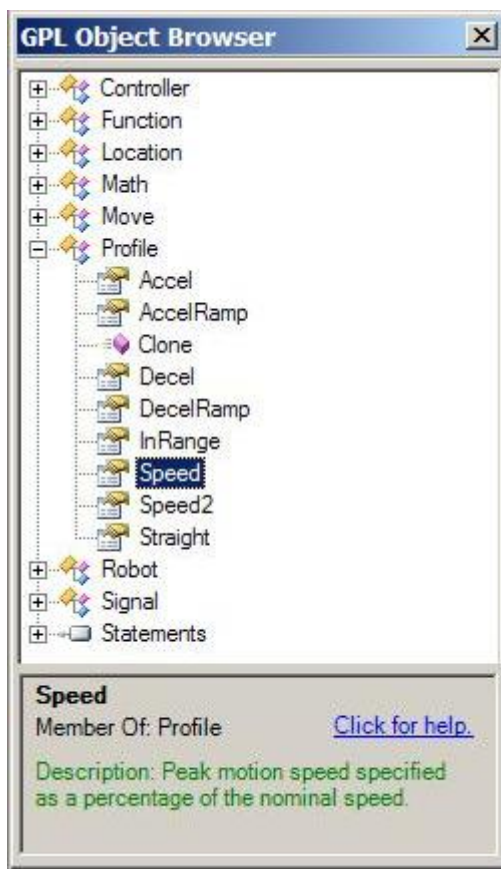 GPL Object Browser
Controller
Function
Location
Math
Move
Profile
Accel
AccelRamp
Clone
Decel
DecelRamp
InRange
Speed
Speed2
Straight
Robot
Signal
Statements
Speed
Member Of: Profile Click for help.
Description: Peak motion speed specified
as a percentage of the nominal speed.